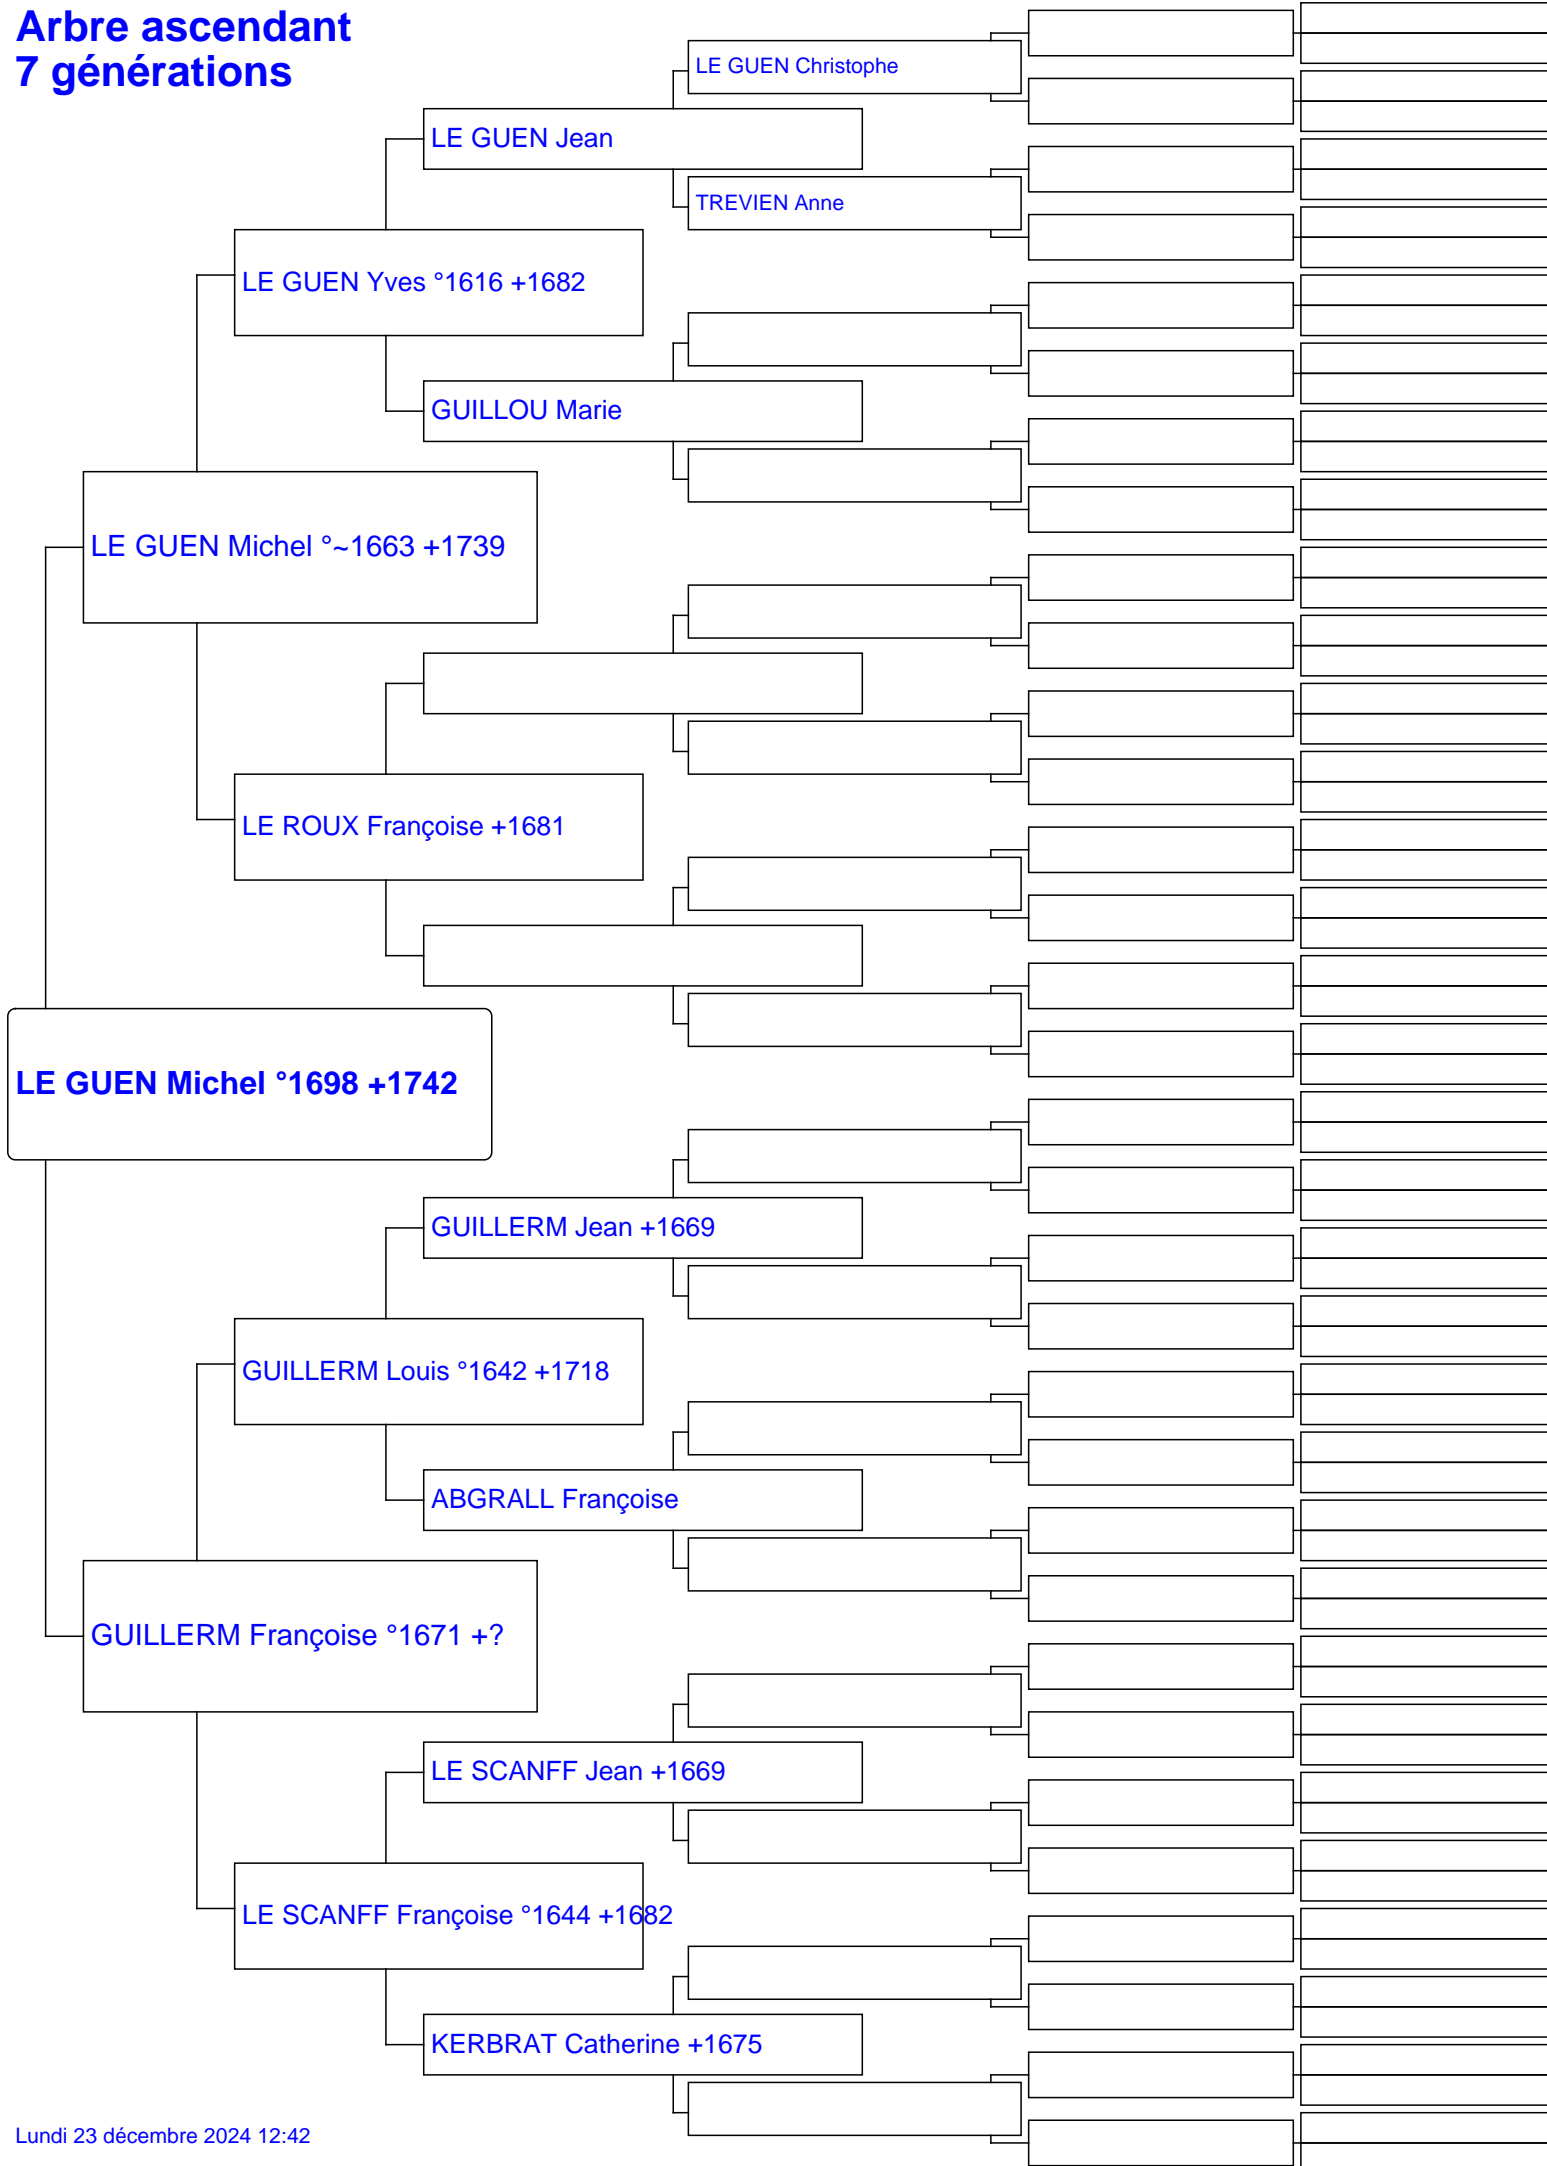 Arbre ascendant
7 générations
LE GUEN Christophe
LE GUEN Jean
TREVIEN Anne
LE GUEN Yves °1616 +1682
GUILLOU Marie
LE GUEN Michel °~1663 +1739
LE ROUX Françoise +1681
LE GUEN Michel °1698 +1742
GUILLERM Jean +1669
GUILLERM Louis °1642 +1718
ABGRALL Françoise
GUILLERM Françoise °1671 +?
LE SCANFF Jean +1669
LE SCANFF Françoise °1644 +1682
KERBRAT Catherine +1675
Lundi 23 décembre 2024 12:42